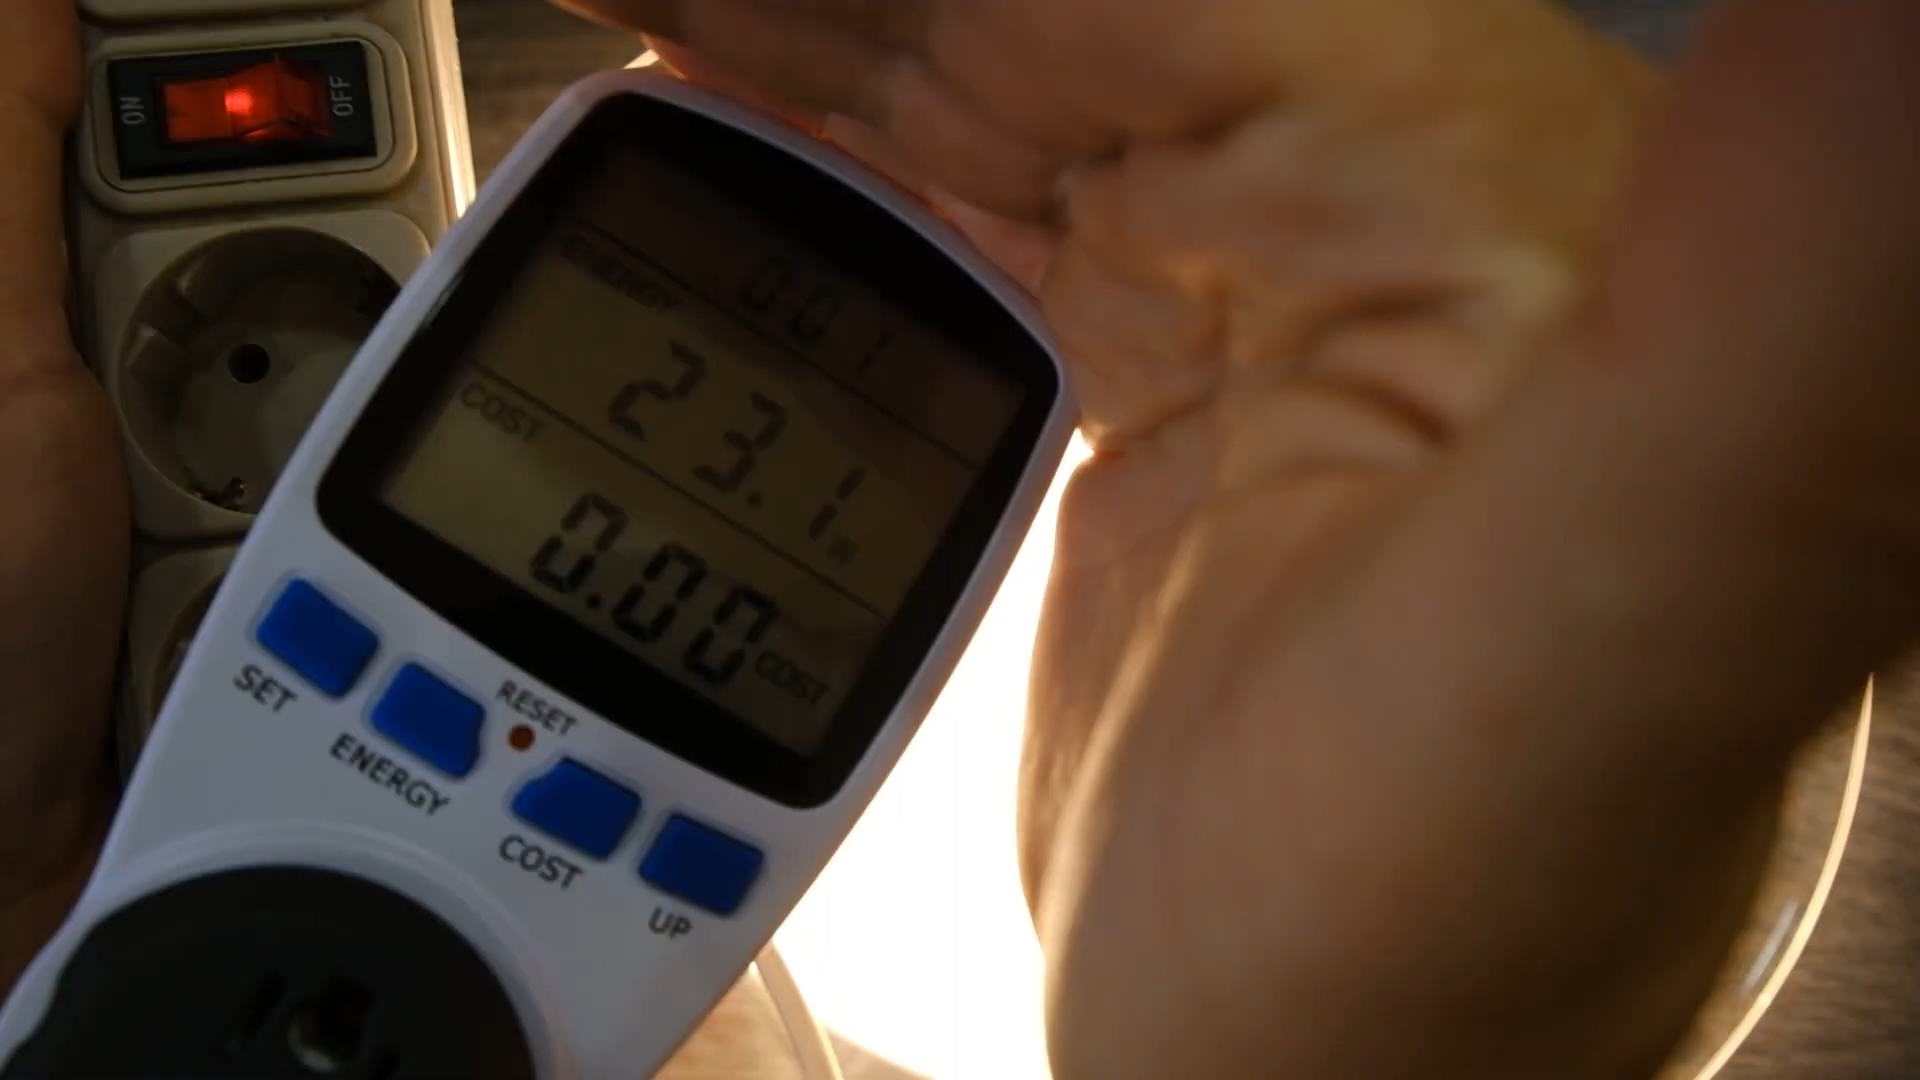 ON OFF
0:01
ENERGY
23.1 W
COST
0.00 COST
SET
ENERGY
RESET
COST
UP